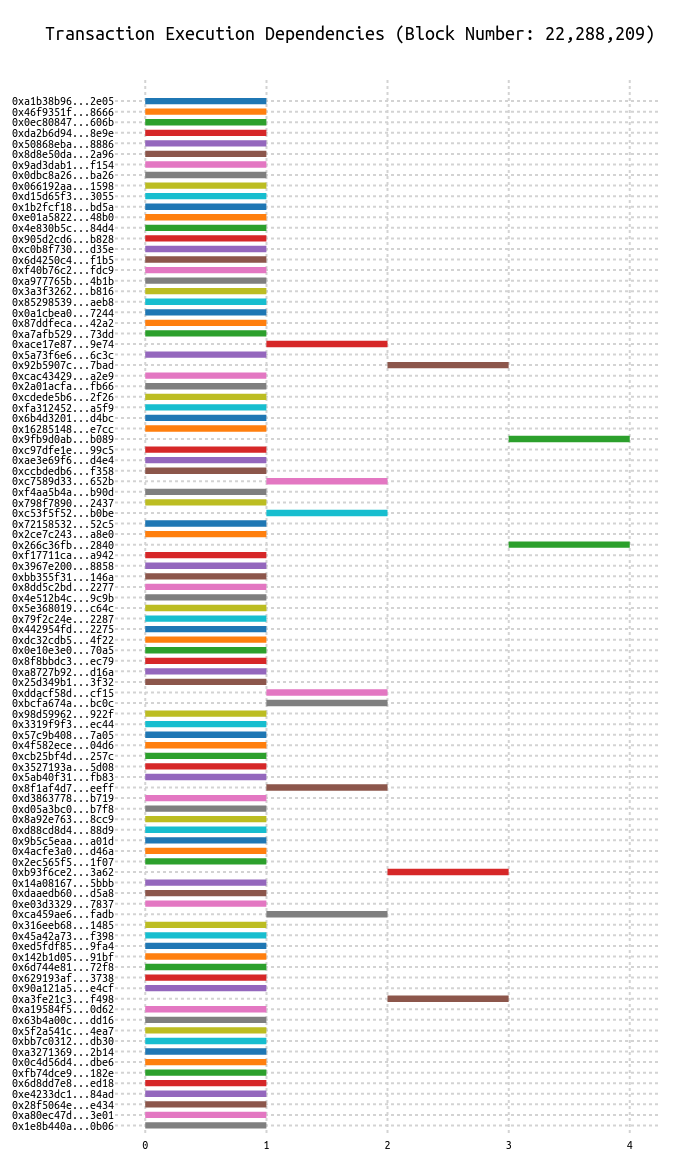 Transaction Execution Dependencies (Block Number: 22,288,209)
0xa1b38b96...2e05
0x46f9351f...8666
0x0ec80847...606b
0xda2b6d94...8e9e
0x50868eba...8886
0x8d8e50da...2a96
0x9ad3dab1...f154
0x0dbc8a26...ba26
0x066192aa...1598
0xd15d65f3...3055
0x1b2fcf18...bd5a
0xe01a5822...48b0
0x4e830b5c...84d4
0x905d2cd6...b828
0xc0b8f730...d35e
0x6d4250c4...f1b5
0xf40b76c2...fdc9
0xa977765b...4b1b
0x3a3f3262...b816
0x85298539...aeb8
0x0a1cbea0...7244
0x87ddfeca...42a2
0xa7afb529...73dd
0xace17e87...9e74
0x5a73f6e6...6c3c
0x92b5907c...7bad
0xcac43429...a2e9
0x2a01acfa...fb66
0xcdede5b6...2f26
0xfa312452...a5f9
0x6b4d3201...d4bc
0x16285148...e7cc
0x9fb9d0ab...b089
0xc97dfe1e...99c5
0xae3e69f6...d4e4
0xccbdedb6...f358
0xc7589d33...652b
0xf4aa5b4a...b90d
0x798f7890...2437
0xc53f5f52...b0be
0x72158532...52c5
0x2ce7c243...a8e0
0x266c36fb...2840
0xf17711ca...a942
0x3967e200...8858
0xbb355f31...146a
0x8dd5c2bd...2277
0x4e512b4c...9c9b
0x5e368019...c64c
0x79f2c24e...2287
0x442954fd...2275
0xdc32cdb5...4f22
0x0e10e3e0...70a5
0x8f8bbdc3...ec79
0xa8727b92...d16a
0x25d349b1...3f32
0xddacf58d...cf15
0xbcfa674a...bc0c
0x98d59962...922f
0x3319f9f3...ec44
0x57c9b408...7a05
0x4f582ece...04d6
0xcb25bf4d...257c
0x3527193a...5d08
0x5ab40f31...fb83
0x8f1af4d7...eeff
0xd3863778...b719
0xd05a3bc0...b7f8
0x8a92e763...8cc9
0xd88cd8d4...88d9
0x9b5c5eaa...a01d
0x4acfe3a0...d46a
0x2ec565f5...1f07
0xb93f6ce2...3a62
0x14a08167...5bbb
0xdaaedb60...d5a8
0xe03d3329...7837
0xca459ae6...fadb
0x316eeb68...1485
0x45a42a73...f398
0xed5fdf85...9fa4
0x142b1d05...91bf
0x6d744e81...72f8
0x629193af...3738
0x90a121a5...e4cf
0xa3fe21c3...f498
0xa19584f5...0d62
0x63b4a00c...dd16
0x5f2a541c...4ea7
0xbb7c0312...db30
0xa3271369...2b14
0x0c4d56d4...dbe6
0xfb74dce9...182e
0x6d8dd7e8...ed18
0xe4233dc1...84ad
0x28f5064e...e434
0xa80ec47d...3e01
0x1e8b440a...0b06
0 1 2 3 4